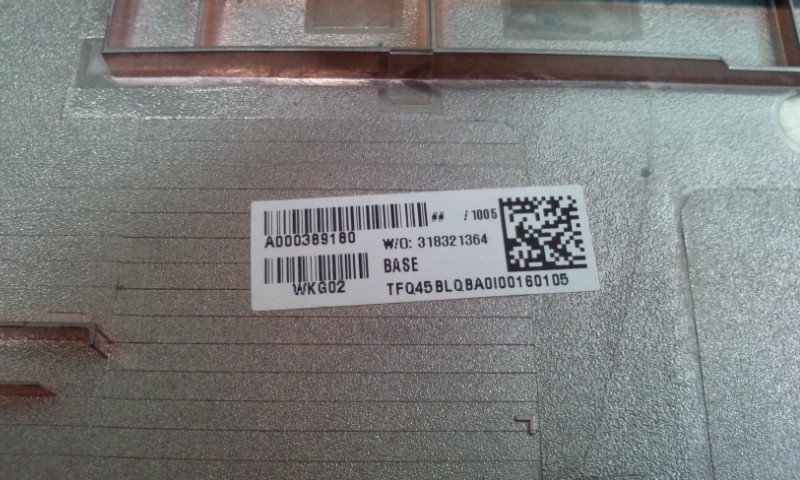 ## /1005
A000389180 W/O: 318321364
BASE
WKG02 TFQ45BLQBA0I00160105